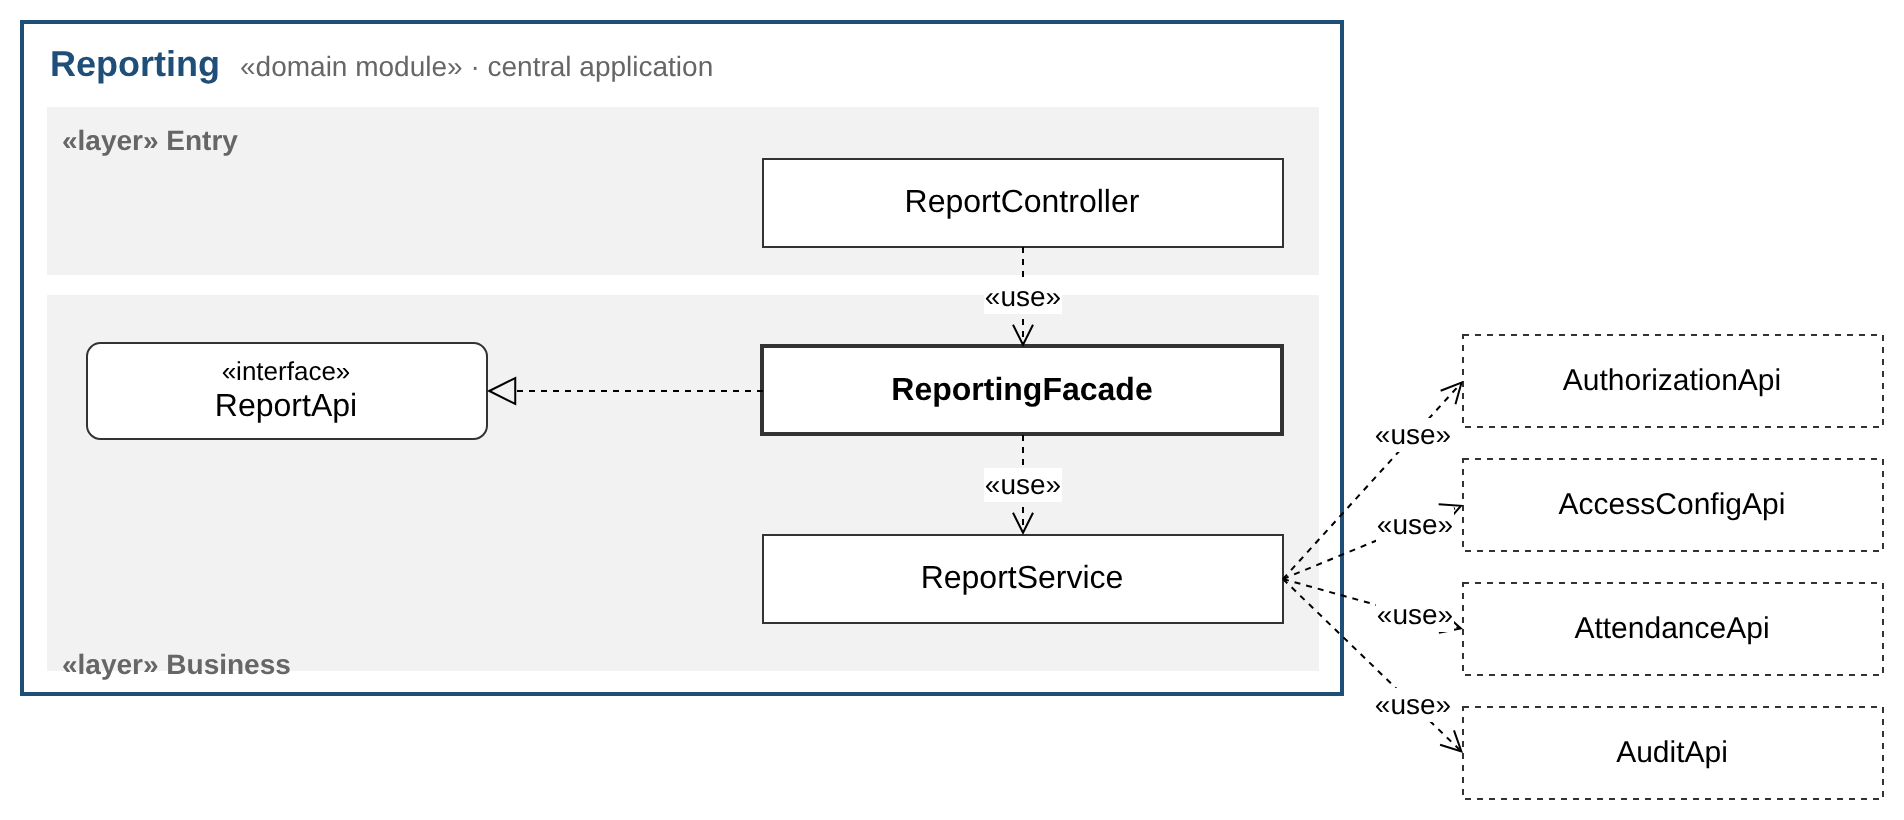 Reporting «domain module» · central application
«layer» Entry
ReportController
«use»
«interface»
ReportApi
ReportingFacade
«use»
ReportService
«layer» Business
«use»
«use»
«use»
«use»
AuthorizationApi
AccessConfigApi
AttendanceApi
AuditApi